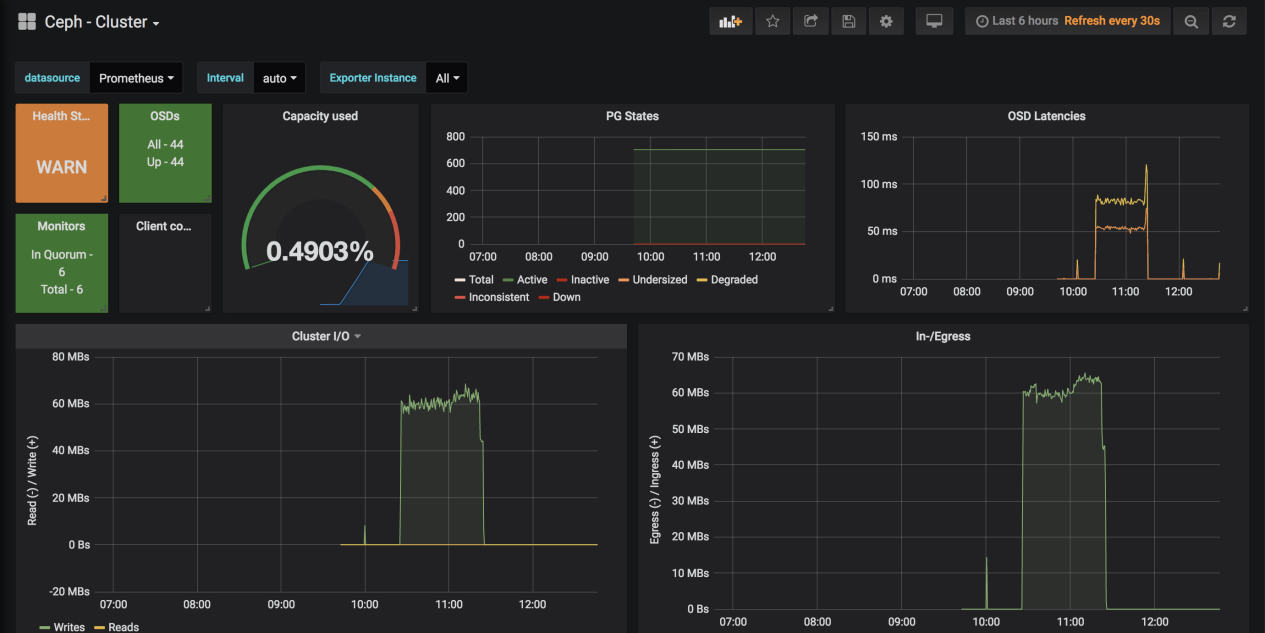 Ceph - Cluster
Last 6 hours Refresh every 30s
datasource Prometheus Interval auto Exporter Instance All
Health St...
WARN
OSDs
All - 44
Up - 44
Monitors
In Quorum -
6
Total - 6
Client co...
Capacity used
0.4903%
PG States
800
600
400
200
0
07:00 08:00 09:00 10:00 11:00 12:00
Total Active Inactive Undersized Degraded
Inconsistent Down
OSD Latencies
150 ms
100 ms
50 ms
0 ms
07:00 08:00 09:00 10:00 11:00 12:00
Cluster I/O
Read (-) / Write (+)
80 MBs
60 MBs
40 MBs
20 MBs
0 Bs
-20 MBs
07:00 08:00 09:00 10:00 11:00 12:00
Writes Reads
In-/Egress
Egress (-) / Ingress (+)
70 MBs
60 MBs
50 MBs
40 MBs
30 MBs
20 MBs
10 MBs
0 Bs
07:00 08:00 09:00 10:00 11:00 12:00